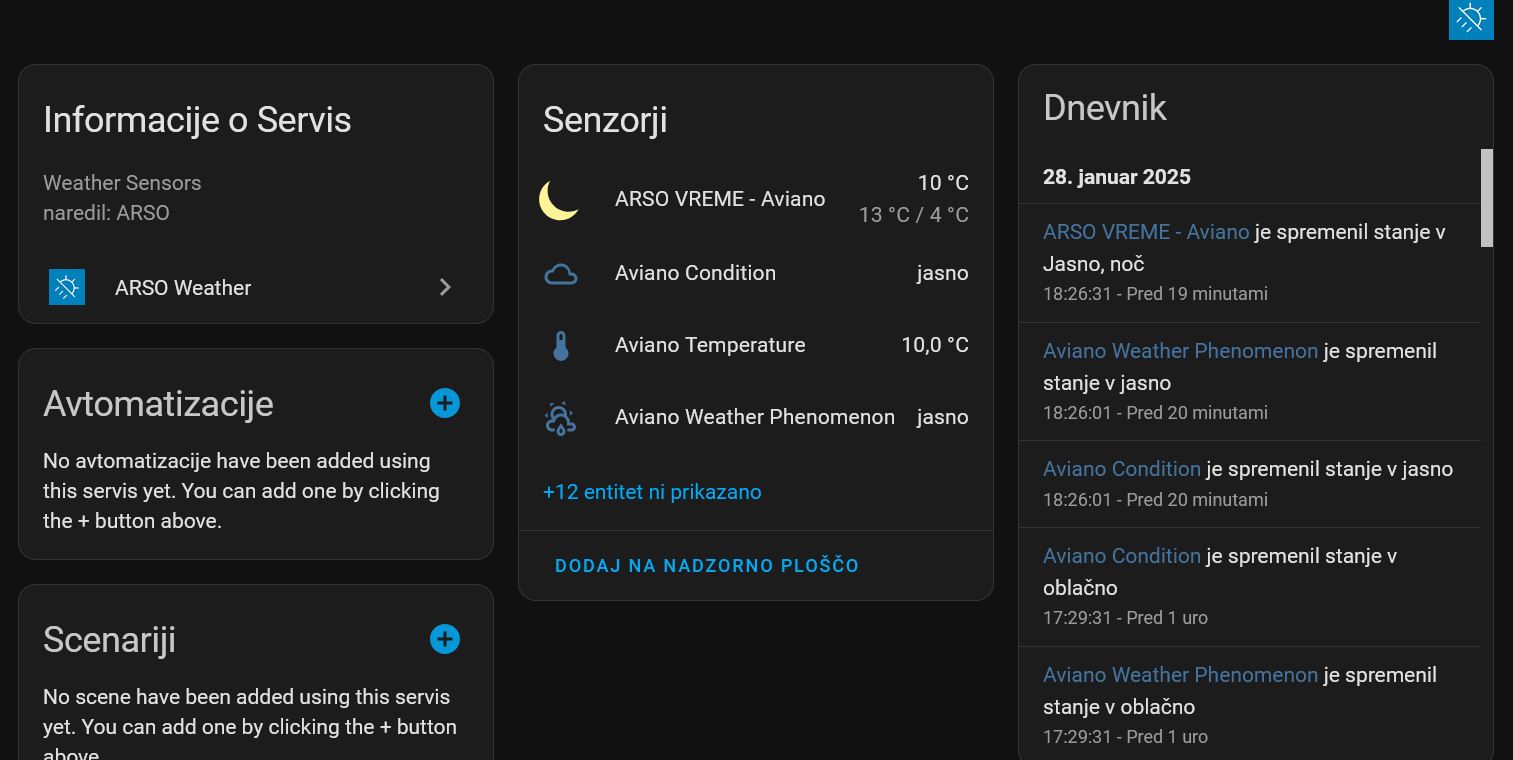 Informacije o Servis
Weather Sensors
naredil: ARSO
ARSO Weather
Avtomatizacije
No avtomatizacije have been added using
this servis yet. You can add one by clicking
the + button above.
Scenariji
No scene have been added using this servis
yet. You can add one by clicking the + button
above.
Senzorji
ARSO VREME - Aviano
10 °C
13 °C / 4 °C
Aviano Condition jasno
Aviano Temperature 10,0 °C
Aviano Weather Phenomenon jasno
+12 entitet ni prikazano
DODAJ NA NADZORNO PLOŠČO
Dnevnik
28. januar 2025
ARSO VREME - Aviano je spremenil stanje v
Jasno, noč
18:26:31 - Pred 19 minutami
Aviano Weather Phenomenon je spremenil
stanje v jasno
18:26:01 - Pred 20 minutami
Aviano Condition je spremenil stanje v jasno
18:26:01 - Pred 20 minutami
Aviano Condition je spremenil stanje v
oblačno
17:29:31 - Pred 1 uro
Aviano Weather Phenomenon je spremenil
stanje v oblačno
17:29:31 - Pred 1 uro